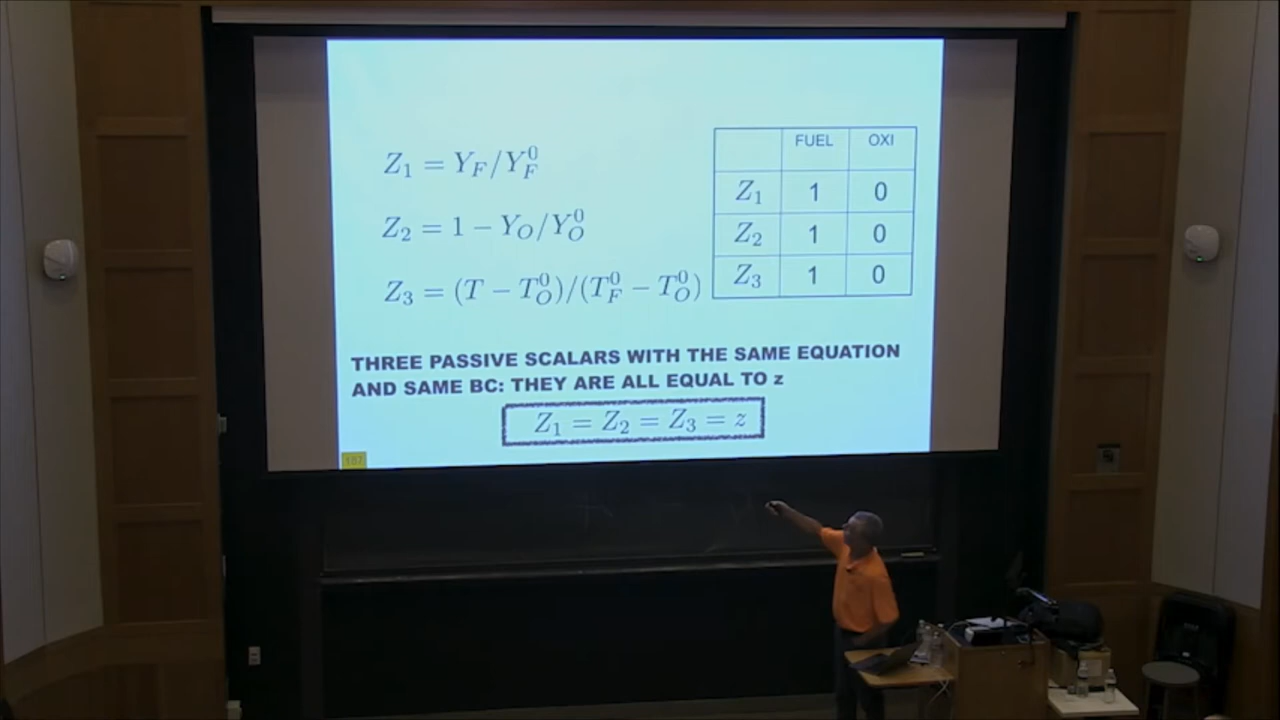 Z₁ = Y_F/Y_F⁰
Z₂ = 1 − Y_O/Y_O⁰
Z₃ = (T − T_O⁰)/(T_F⁰ − T_O⁰)
FUEL OXI
Z₁ 1 0
Z₂ 1 0
Z₃ 1 0
THREE PASSIVE SCALARS WITH THE SAME EQUATION
AND SAME BC: THEY ARE ALL EQUAL TO z
Z₁ = Z₂ = Z₃ = z
187